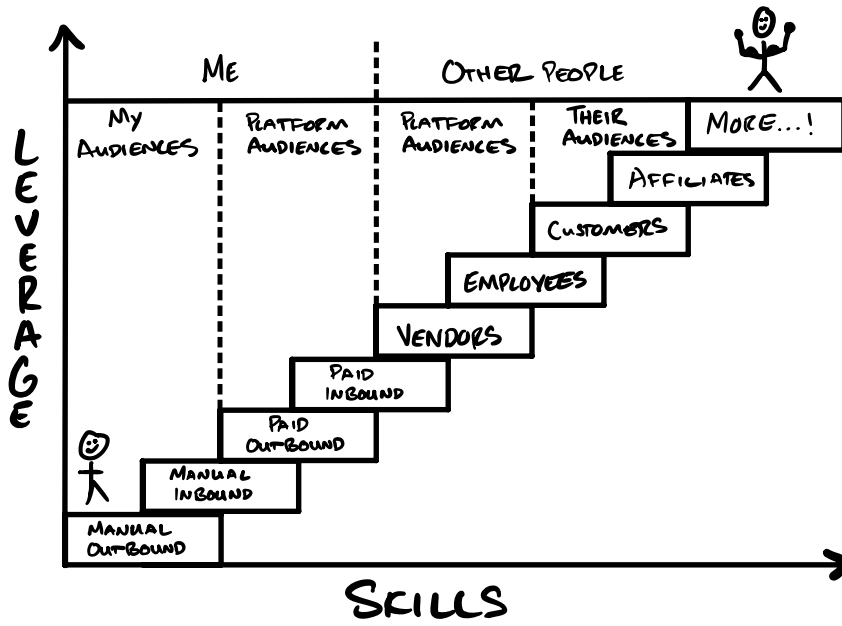 ME
OTHER PEOPLE
MY
AUDIENCES
PLATFORM
AUDIENCES
PLATFORM
AUDIENCES
THEIR
AUDIENCES
MORE...!
AFFILIATES
CUSTOMERS
EMPLOYEES
VENDORS
PAID
INBOUND
PAID
OUTBOUND
MANUAL
INBOUND
MANUAL
OUTBOUND
LEVERAGE
SKILLS